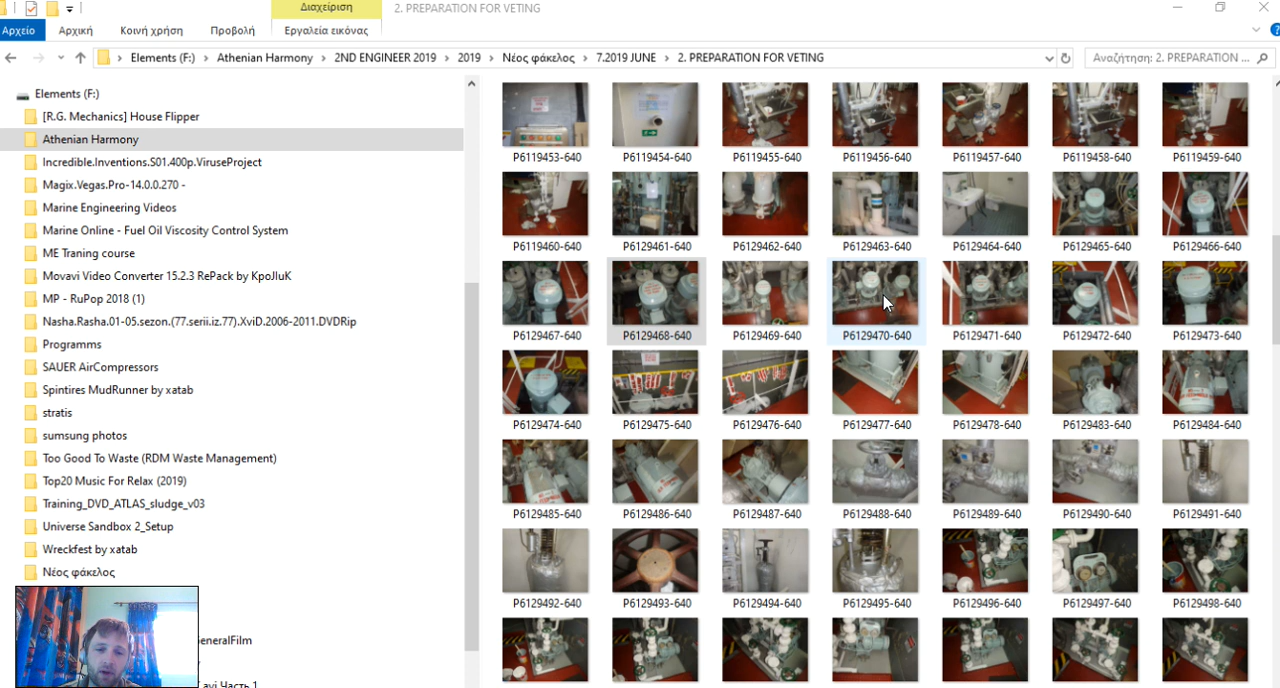 Διαχείριση
2. PREPARATION FOR VETING
Αρχείο
Αρχική
Κοινή χρήση
Προβολή
Εργαλεία εικόνας
Elements (F:) › Athenian Harmony › 2ND ENGINEER 2019 › 2019 › Νέος φάκελος › 7.2019 JUNE › 2. PREPARATION FOR VETING
Αναζήτηση: 2. PREPARATION ...
Elements (F:)
[R.G. Mechanics] House Flipper
Athenian Harmony
Incredible.Inventions.S01.400p.ViruseProject
Magix.Vegas.Pro-14.0.0.270 -
Marine Engineering Videos
Marine Online - Fuel Oil Viscosity Control System
ME Traning course
Movavi Video Converter 15.2.3 RePack by KpoJIuK
MP - RuPop 2018 (1)
Nasha.Rasha.01-05.sezon.(77.serii.iz.77).XviD.2006-2011.DVDRip
Programms
SAUER AirCompressors
Spintires MudRunner by xatab
stratis
sumsung photos
Too Good To Waste (RDM Waste Management)
Top20 Music For Relax (2019)
Training_DVD_ATLAS_sludge_v03
Universe Sandbox 2_Setup
Wreckfest by xatab
Νέος φάκελος
GeneralFilm
avi Часть 1
P6119453-640 P6119454-640 P6119455-640 P6119456-640 P6119457-640 P6119458-640 P6119459-640
P6119460-640 P6129461-640 P6129462-640 P6129463-640 P6129464-640 P6129465-640 P6129466-640
P6129467-640 P6129468-640 P6129469-640 P6129470-640 P6129471-640 P6129472-640 P6129473-640
P6129474-640 P6129475-640 P6129476-640 P6129477-640 P6129478-640 P6129483-640 P6129484-640
P6129485-640 P6129486-640 P6129487-640 P6129488-640 P6129489-640 P6129490-640 P6129491-640
P6129492-640 P6129493-640 P6129494-640 P6129495-640 P6129496-640 P6129497-640 P6129498-640